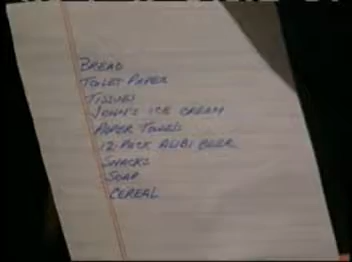 BREAD
TOILET PAPER
TISSUES
JOHN'S ICE CREAM
PAPER TOWELS
12-PACK ALIBI BEER
SNACKS
SOAP
CEREAL